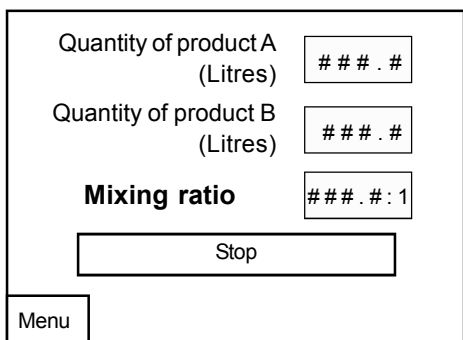 Quantity of product A
(Litres)
###.#
Quantity of product B
(Litres)
###.#
Mixing ratio
###.#:1
Stop
Menu